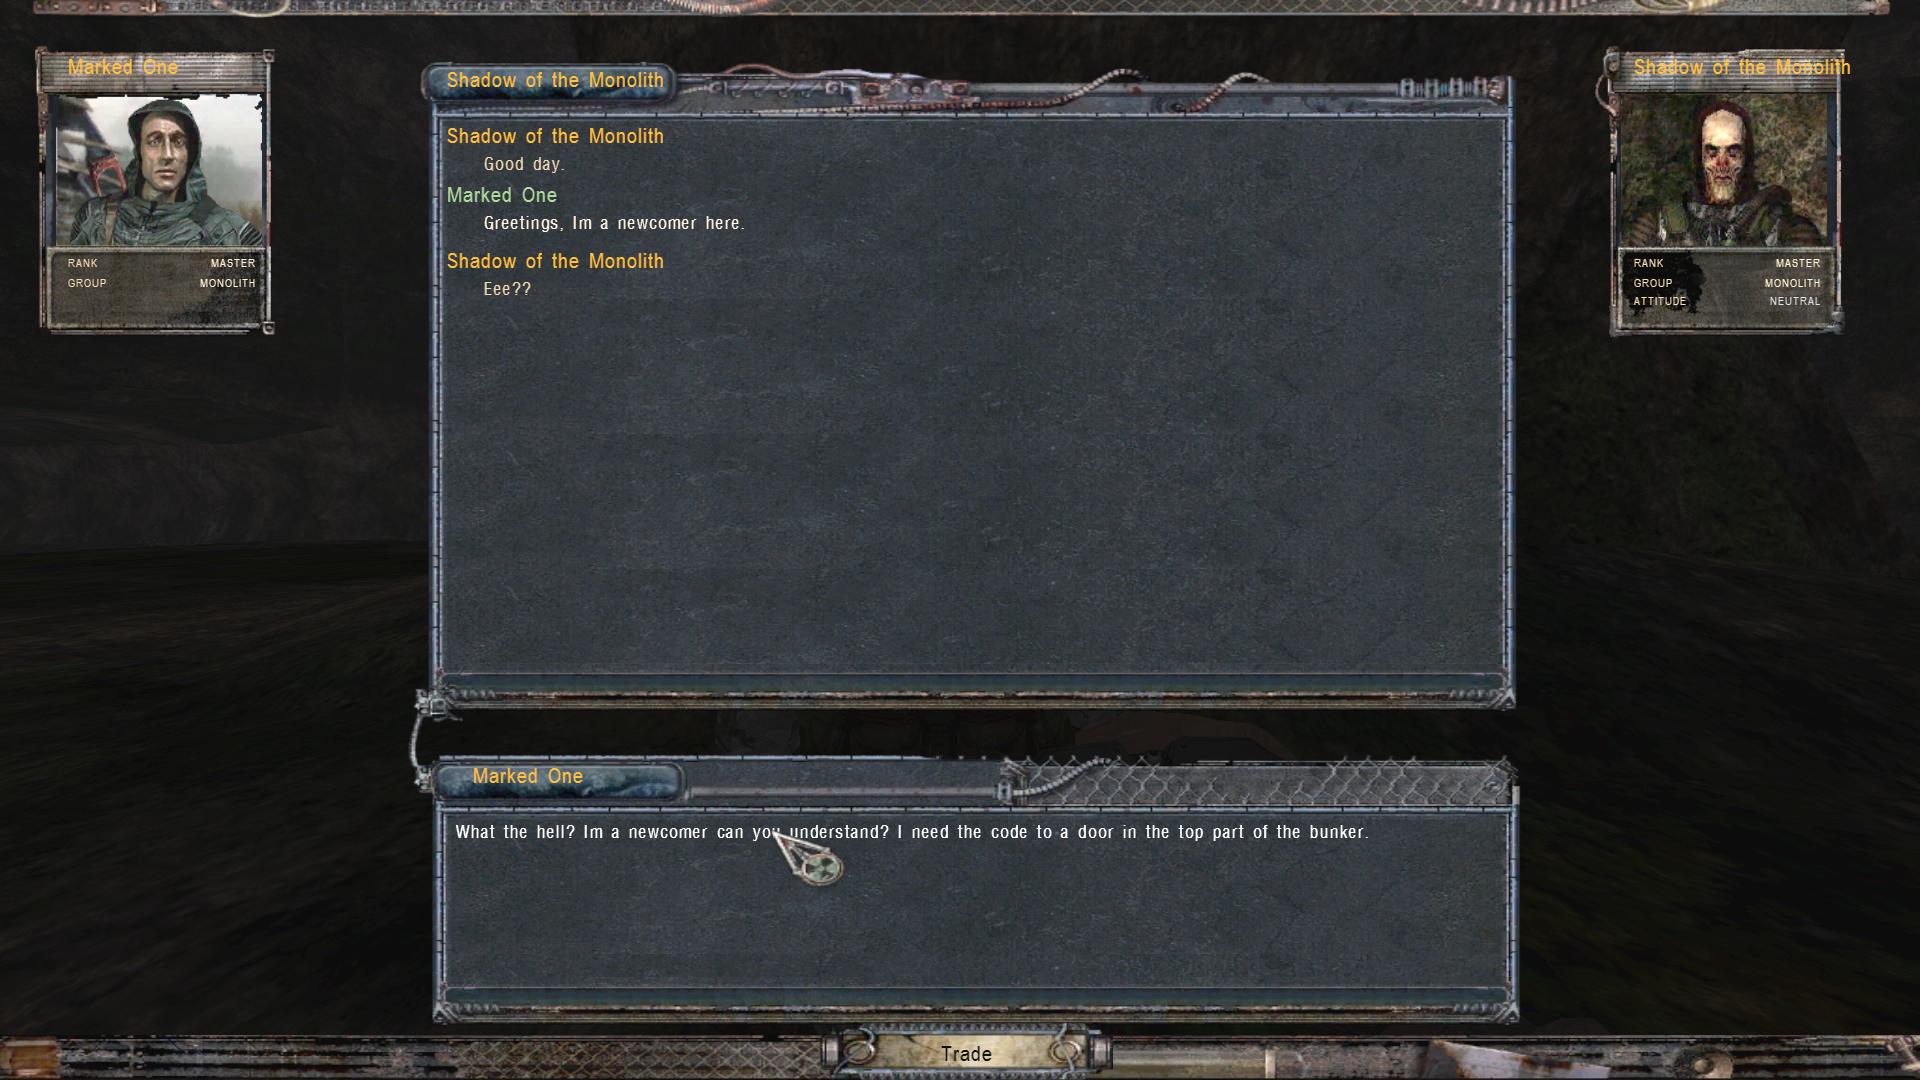 Marked One
RANK MASTER
GROUP MONOLITH
Shadow of the Monolith
Shadow of the Monolith
Good day.
Marked One
Greetings, Im a newcomer here.
Shadow of the Monolith
Eee??
Shadow of the Monolith
RANK MASTER
GROUP MONOLITH
ATTITUDE NEUTRAL
Marked One
What the hell? Im a newcomer can you understand? I need the code to a door in the top part of the bunker.
Trade